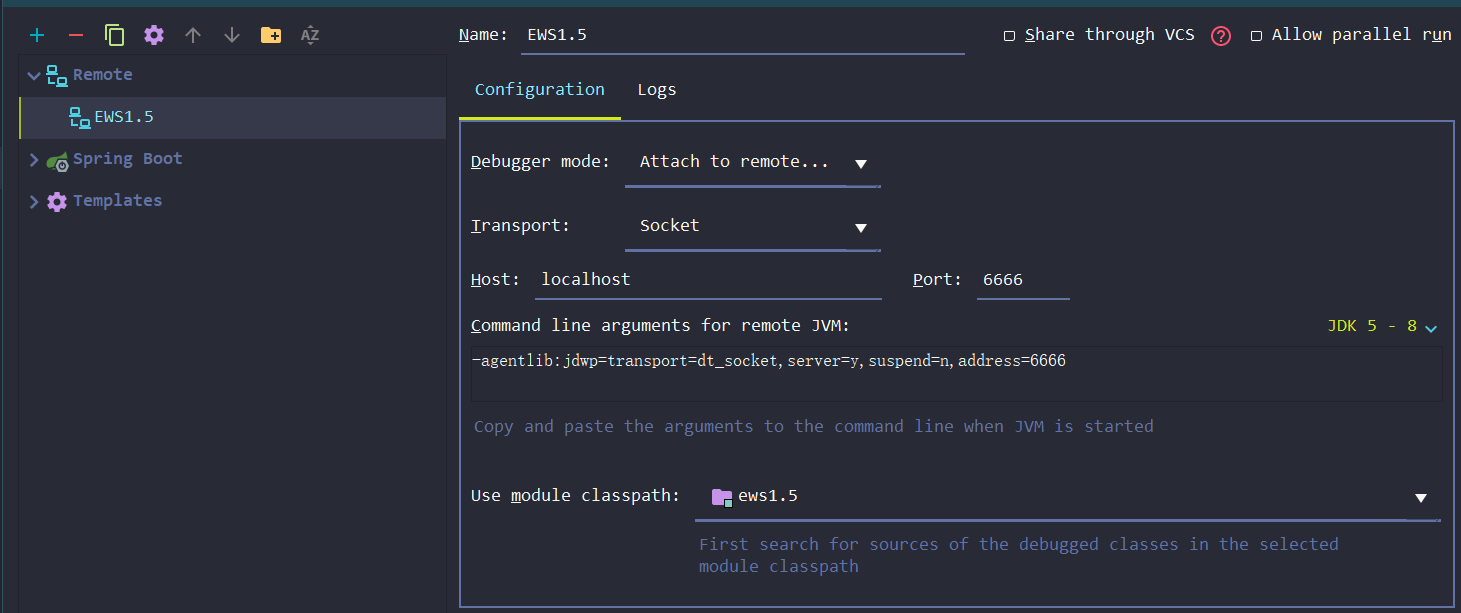 AZ
Name: EWS1.5
Share through VCS ? Allow parallel run
Remote
EWS1.5
Spring Boot
Templates
Configuration Logs
Debugger mode: Attach to remote...
Transport: Socket
Host: localhost Port: 6666
Command line arguments for remote JVM: JDK 5 - 8
-agentlib:jdwp=transport=dt_socket,server=y,suspend=n,address=6666
Copy and paste the arguments to the command line when JVM is started
Use module classpath: ews1.5
First search for sources of the debugged classes in the selected
module classpath